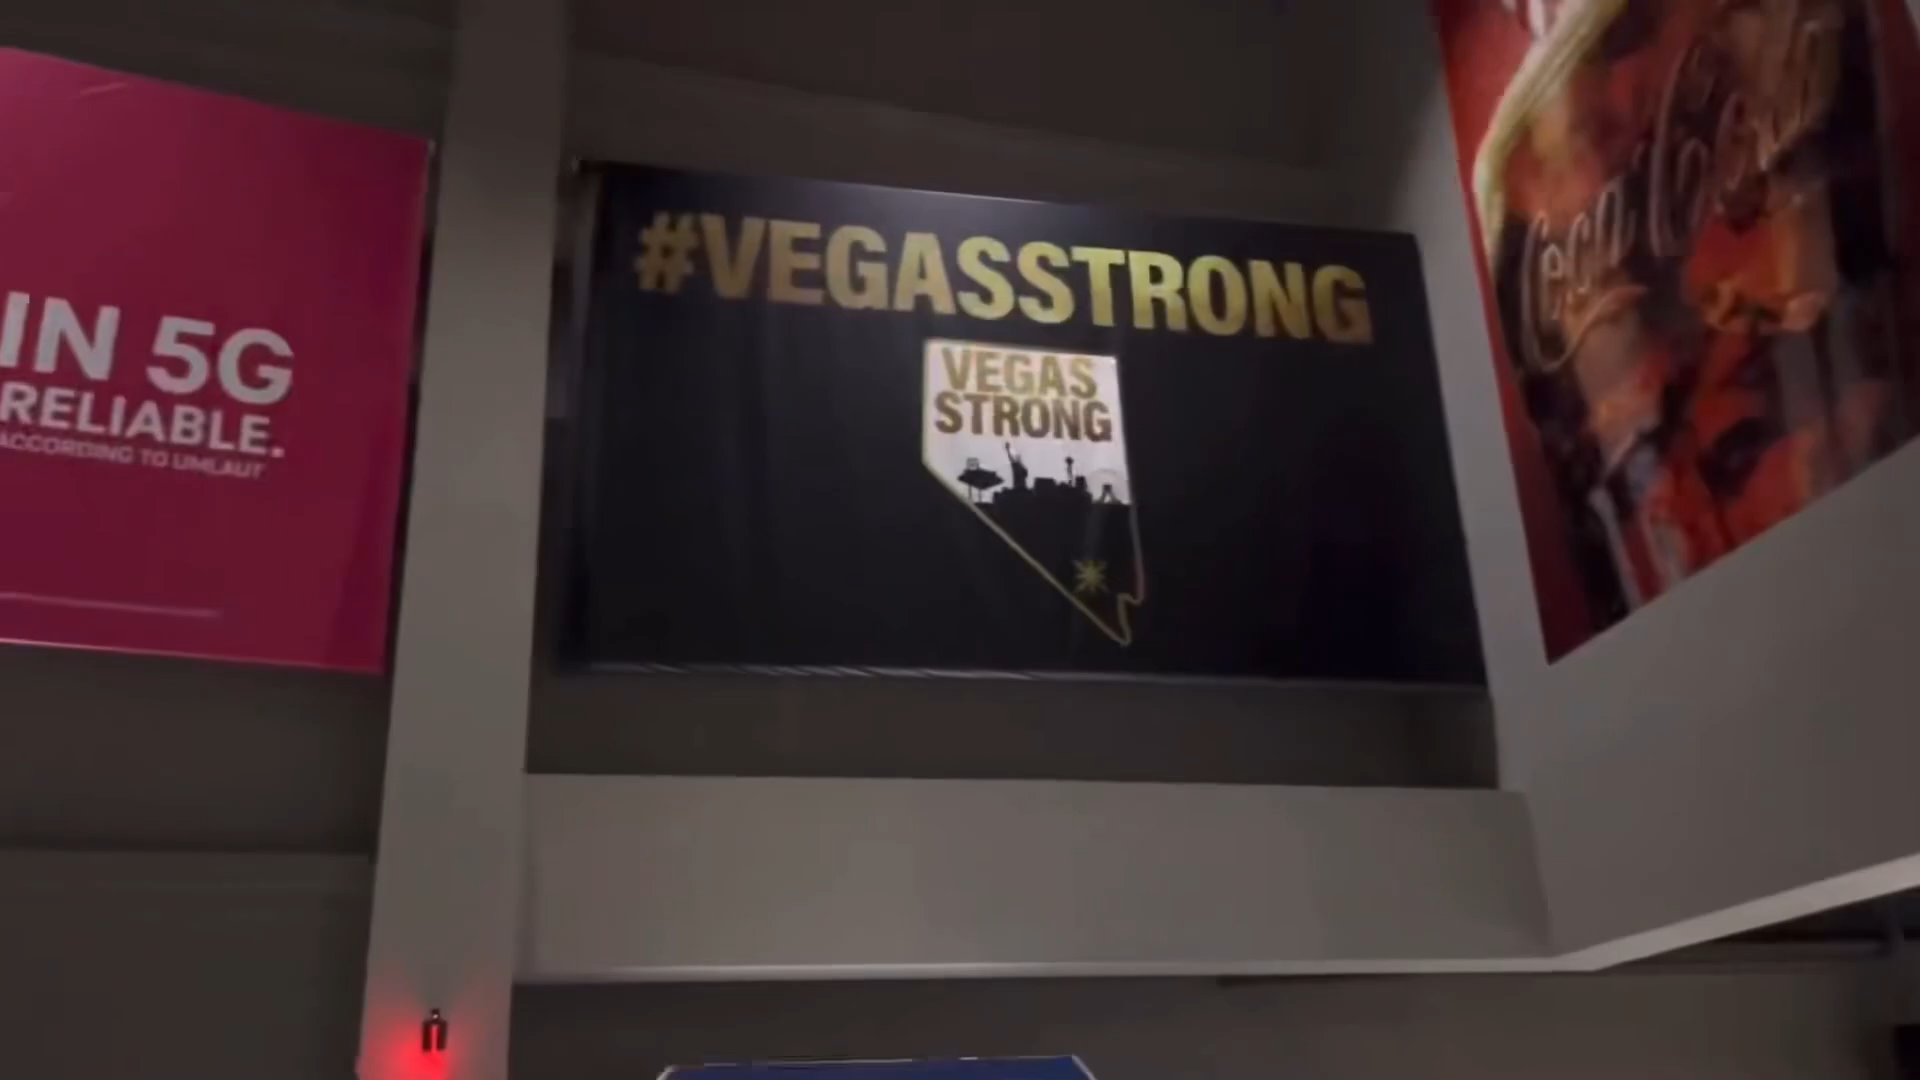 IN 5G
RELIABLE.
ACCORDING TO UMLAUT
#VEGASSTRONG
VEGAS
STRONG
Coca-Cola